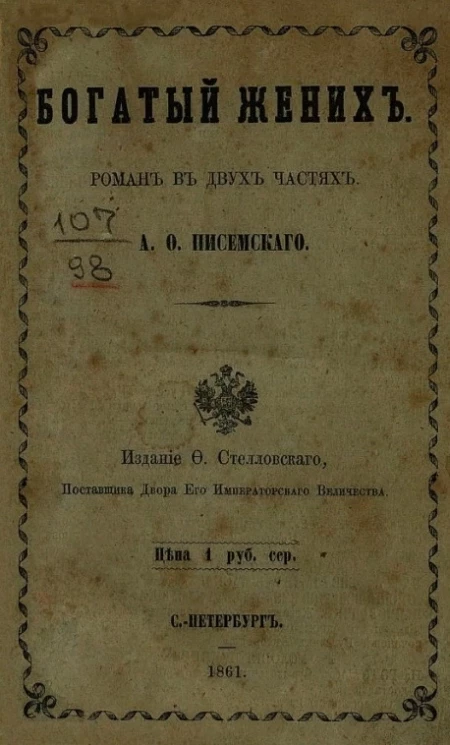 БОГАТЫЙ ЖЕНИХЪ.
РОМАНЪ ВЪ ДВУХЪ ЧАСТЯХЪ.
107
98
А. Ѳ. ПИСЕМСКАГО.
Изданіе Ѳ. Стелловскаго,
Поставщика Двора Его Императорскаго Величества.
Цѣна 1 руб. сер.
С.-ПЕТЕРБУРГЪ.
1861.